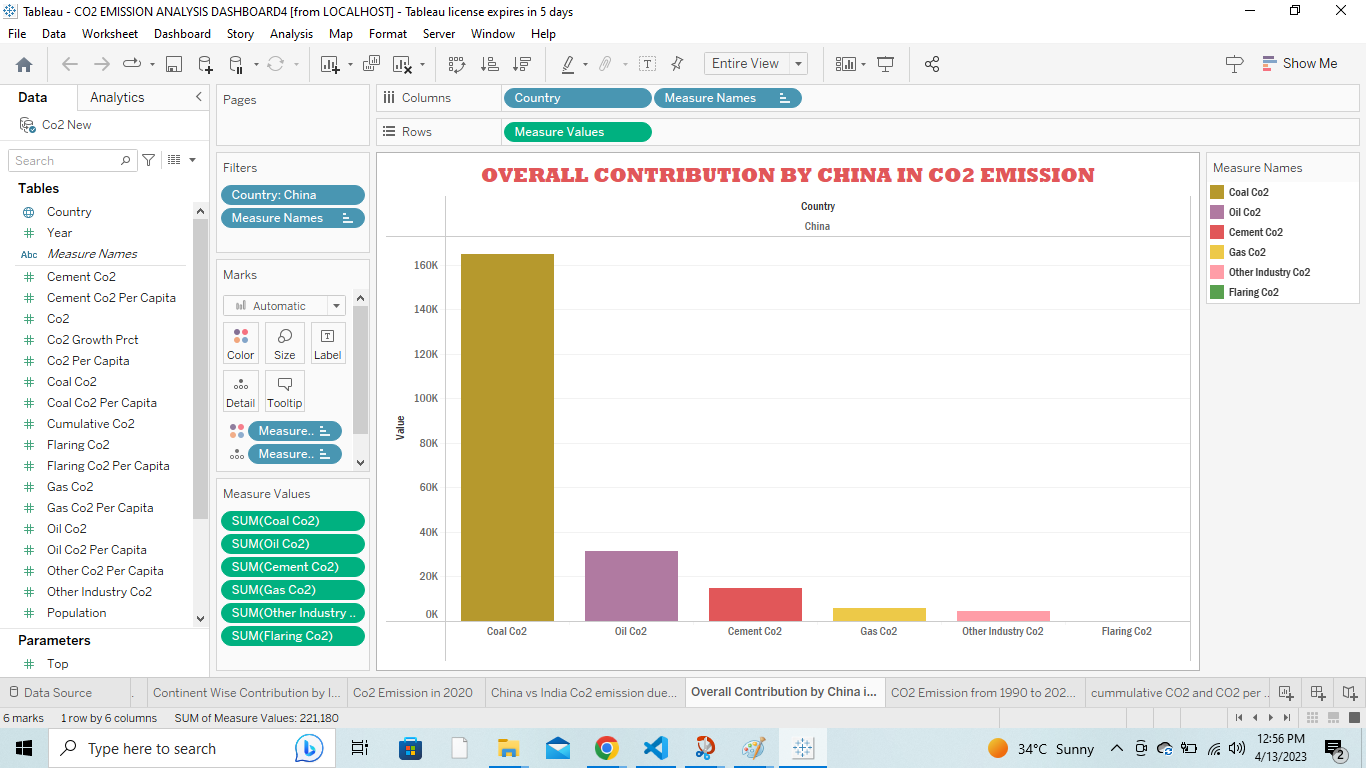 Tableau - CO2 EMISSION ANALYSIS DASHBOARD4 [from LOCALHOST] - Tableau license expires in 5 days
File Data Worksheet Dashboard Story Analysis Map Format Server Window Help
Entire View
Show Me
Data Analytics
Co2 New
Search
Tables
Country
Year
Abc Measure Names
Cement Co2
Cement Co2 Per Capita
Co2
Co2 Growth Prct
Co2 Per Capita
Coal Co2
Coal Co2 Per Capita
Cumulative Co2
Flaring Co2
Flaring Co2 Per Capita
Gas Co2
Gas Co2 Per Capita
Oil Co2
Oil Co2 Per Capita
Other Co2 Per Capita
Other Industry Co2
Population
Parameters
Top
Pages
Filters
Country: China
Measure Names
Marks
Automatic
Color Size Label
Detail Tooltip
Measure..
Measure..
Measure Values
SUM(Coal Co2)
SUM(Oil Co2)
SUM(Cement Co2)
SUM(Gas Co2)
SUM(Other Industry ..
SUM(Flaring Co2)
Columns Country Measure Names
Rows Measure Values
OVERALL CONTRIBUTION BY CHINA IN CO2 EMISSION
Country
China
Value
160K
140K
120K
100K
80K
60K
40K
20K
0K
Coal Co2 Oil Co2 Cement Co2 Gas Co2 Other Industry Co2 Flaring Co2
Measure Names
Coal Co2
Oil Co2
Cement Co2
Gas Co2
Other Industry Co2
Flaring Co2
Data Source . Continent Wise Contribution by I... Co2 Emission in 2020 China vs India Co2 emission due... Overall Contribution by China i... CO2 Emission from 1990 to 202... cummulative CO2 and CO2 per ..
6 marks 1 row by 6 columns SUM of Measure Values: 221,180
Type here to search
34°C Sunny
12:56 PM
4/13/2023
2